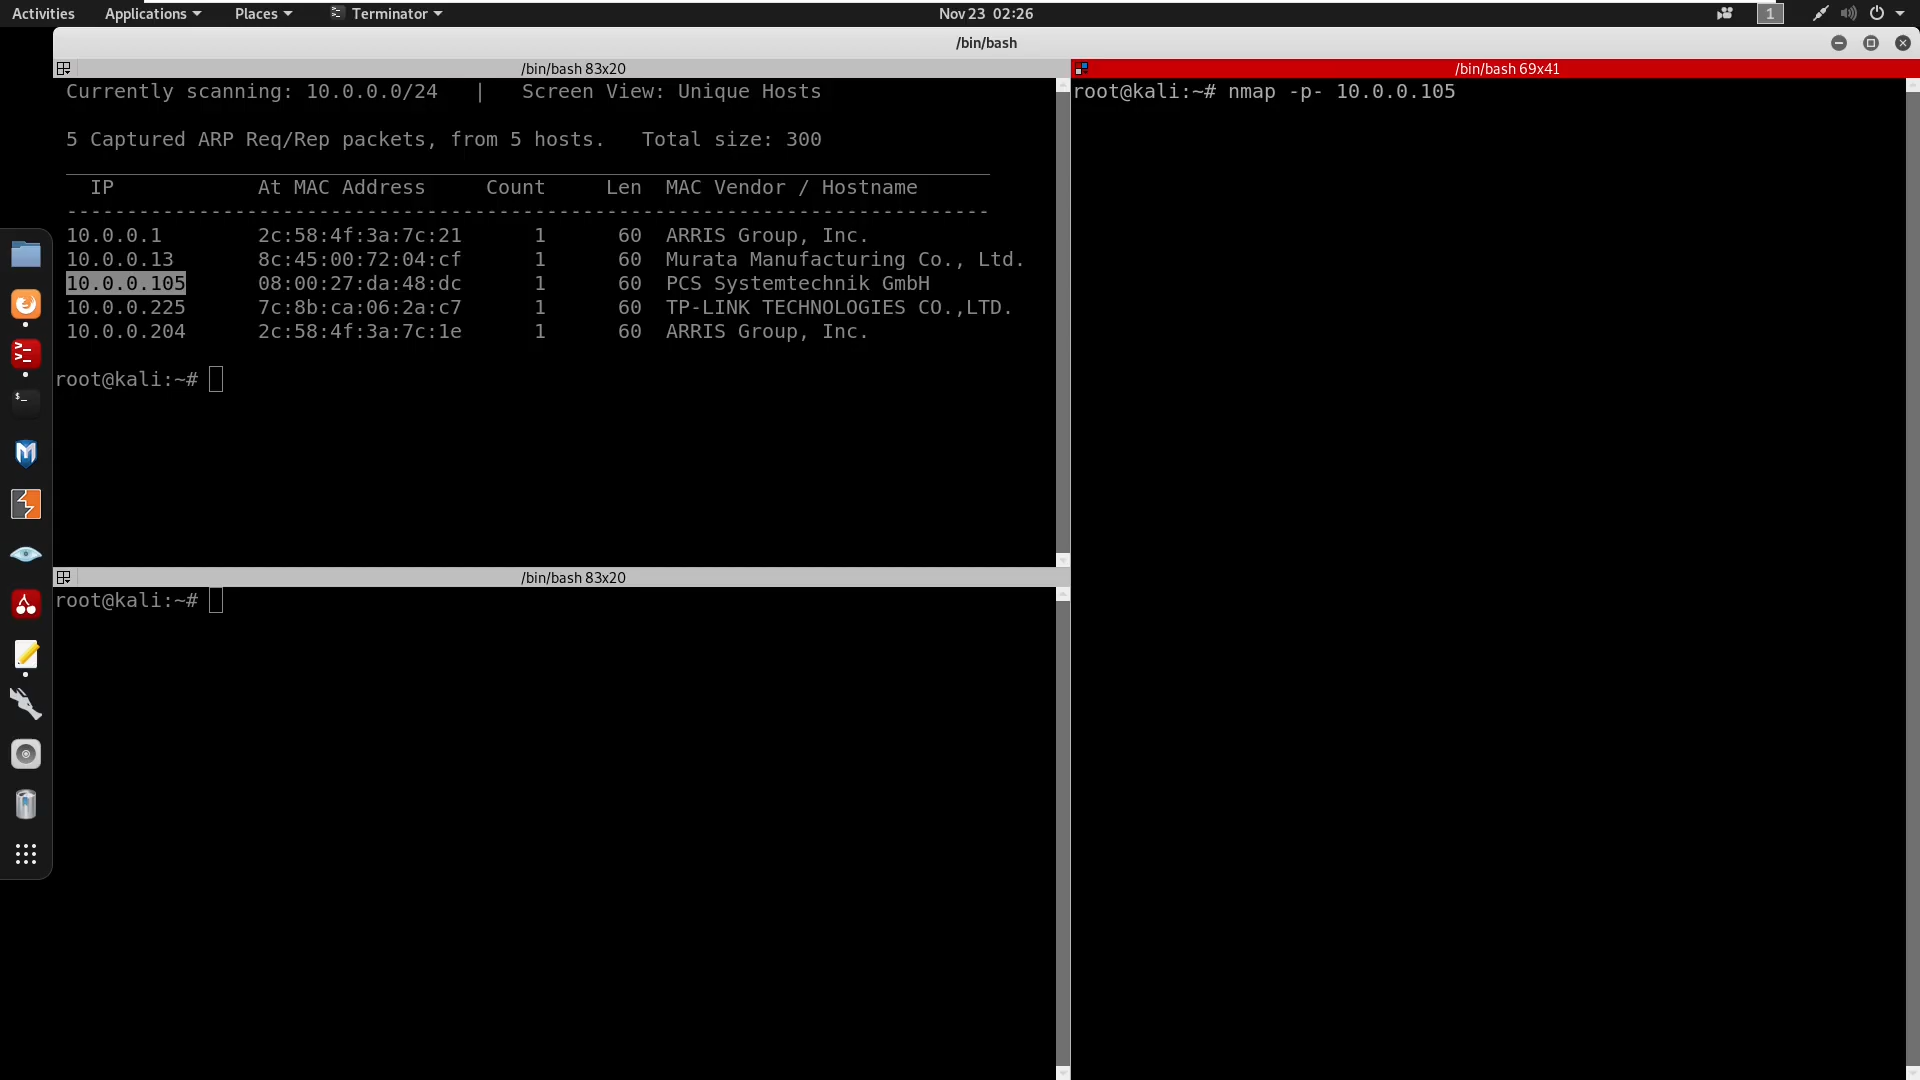 Activities Applications Places Terminator Nov 23 02:26 1
/bin/bash
/bin/bash 83x20
Currently scanning: 10.0.0.0/24 | Screen View: Unique Hosts
5 Captured ARP Req/Rep packets, from 5 hosts. Total size: 300
_____________________________________________________________________________
IP At MAC Address Count Len MAC Vendor / Hostname
-----------------------------------------------------------------------------
10.0.0.1 2c:58:4f:3a:7c:21 1 60 ARRIS Group, Inc.
10.0.0.13 8c:45:00:72:04:cf 1 60 Murata Manufacturing Co., Ltd.
10.0.0.105 08:00:27:da:48:dc 1 60 PCS Systemtechnik GmbH
10.0.0.225 7c:8b:ca:06:2a:c7 1 60 TP-LINK TECHNOLOGIES CO.,LTD.
10.0.0.204 2c:58:4f:3a:7c:1e 1 60 ARRIS Group, Inc.
root@kali:~#
/bin/bash 83x20
root@kali:~#
/bin/bash 69x41
root@kali:~# nmap -p- 10.0.0.105